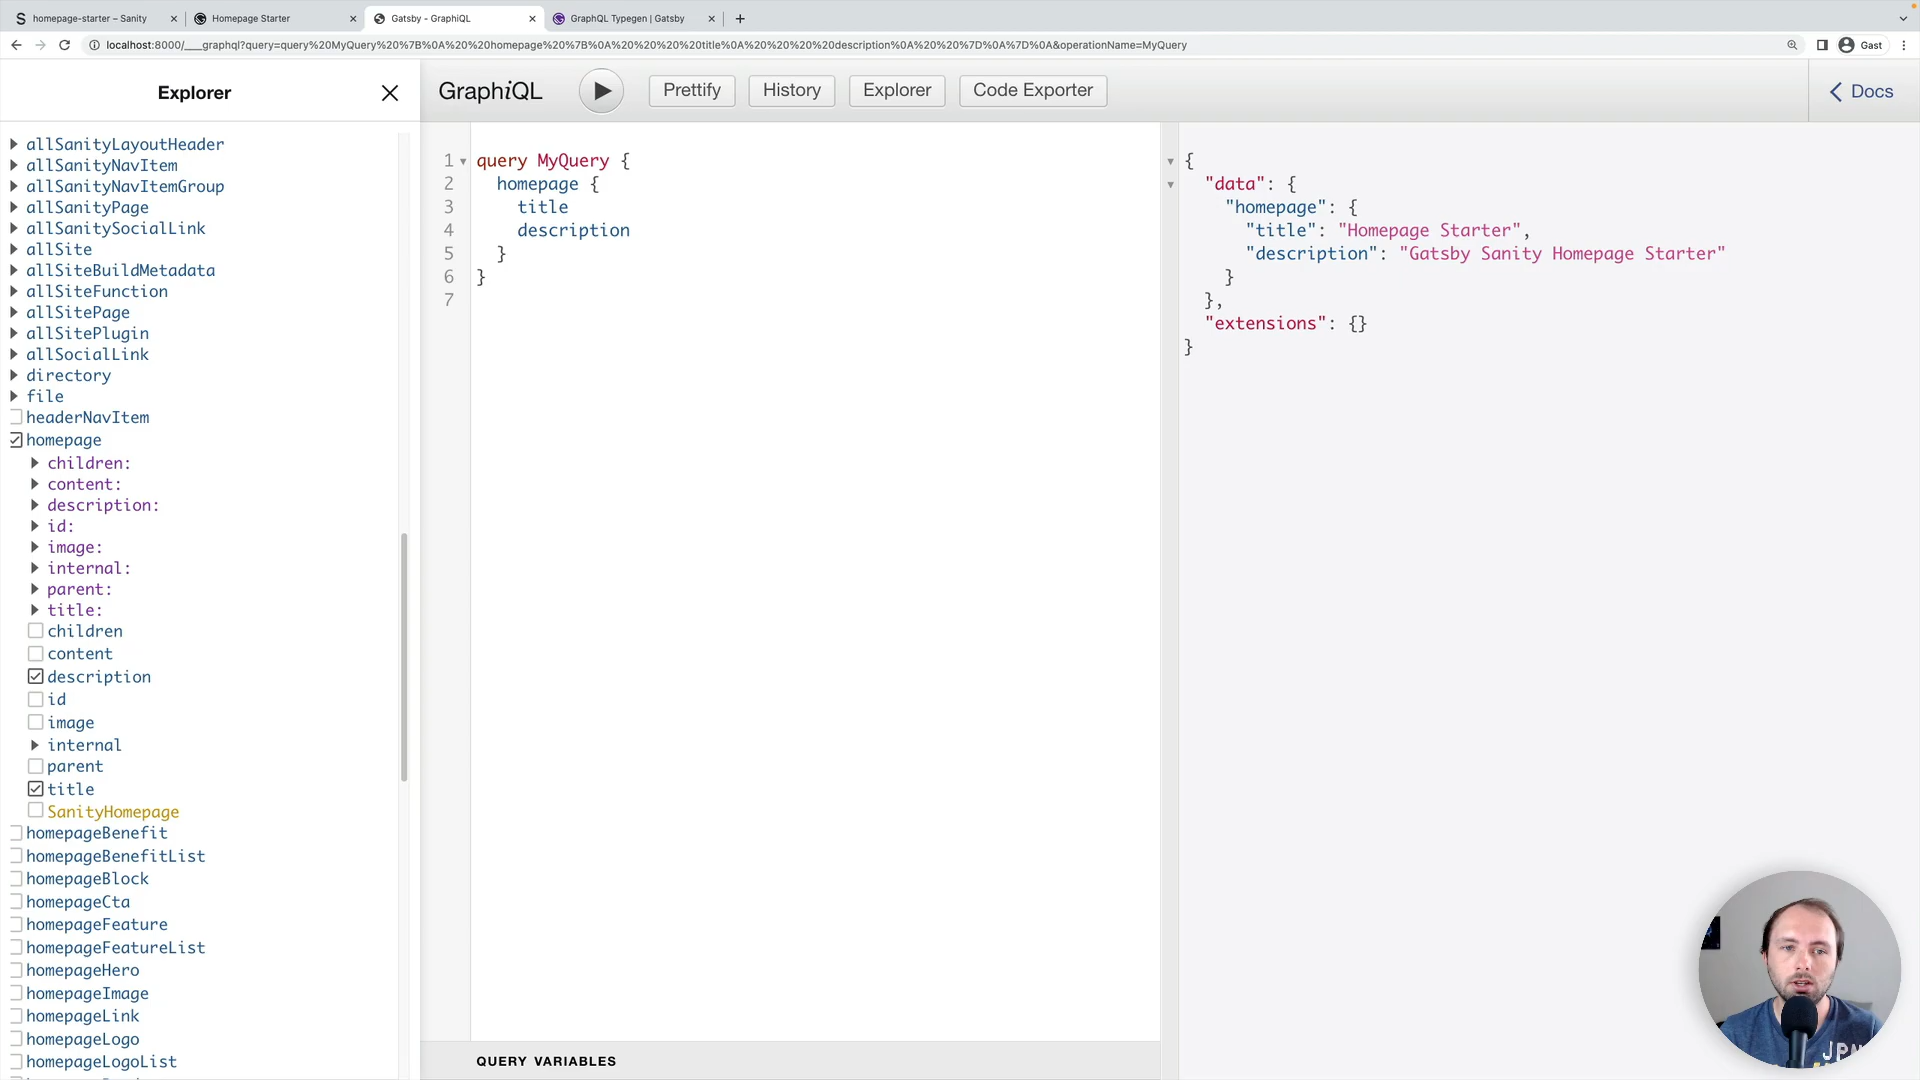 homepage-starter – Sanity
Homepage Starter
Gatsby - GraphiQL
GraphQL Typegen | Gatsby
localhost:8000/___graphql?query=query%20MyQuery%20%7B%0A%20%20homepage%20%7B%0A%20%20%20%20title%0A%20%20%20%20description%0A%20%20%7D%0A%7D%0A&operationName=MyQuery
Gast
Explorer
GraphiQL
Prettify
History
Explorer
Code Exporter
Docs
allSanityLayoutHeader
allSanityNavItem
allSanityNavItemGroup
allSanityPage
allSanitySocialLink
allSite
allSiteBuildMetadata
allSiteFunction
allSitePage
allSitePlugin
allSocialLink
directory
file
headerNavItem
homepage
children:
content:
description:
id:
image:
internal:
parent:
title:
children
content
description
id
image
internal
parent
title
SanityHomepage
homepageBenefit
homepageBenefitList
homepageBlock
homepageCta
homepageFeature
homepageFeatureList
homepageHero
homepageImage
homepageLink
homepageLogo
homepageLogoList
1 query MyQuery {
2 homepage {
3 title
4 description
5 }
6 }
7
QUERY VARIABLES
{
"data": {
"homepage": {
"title": "Homepage Starter",
"description": "Gatsby Sanity Homepage Starter"
}
},
"extensions": {}
}